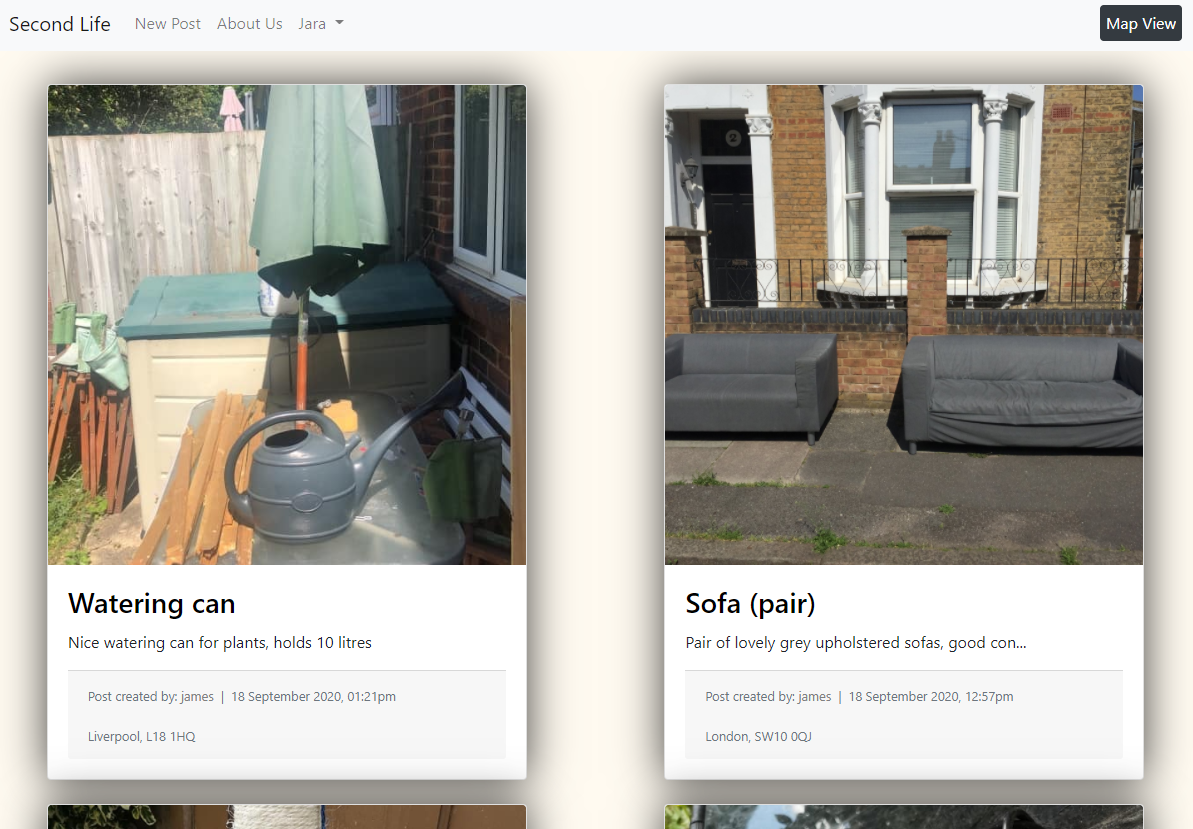 Second Life New Post About Us Jara Map View
Watering can
Nice watering can for plants, holds 10 litres
Post created by: james | 18 September 2020, 01:21pm
Liverpool, L18 1HQ
Sofa (pair)
Pair of lovely grey upholstered sofas, good con...
Post created by: james | 18 September 2020, 12:57pm
London, SW10 0QJ